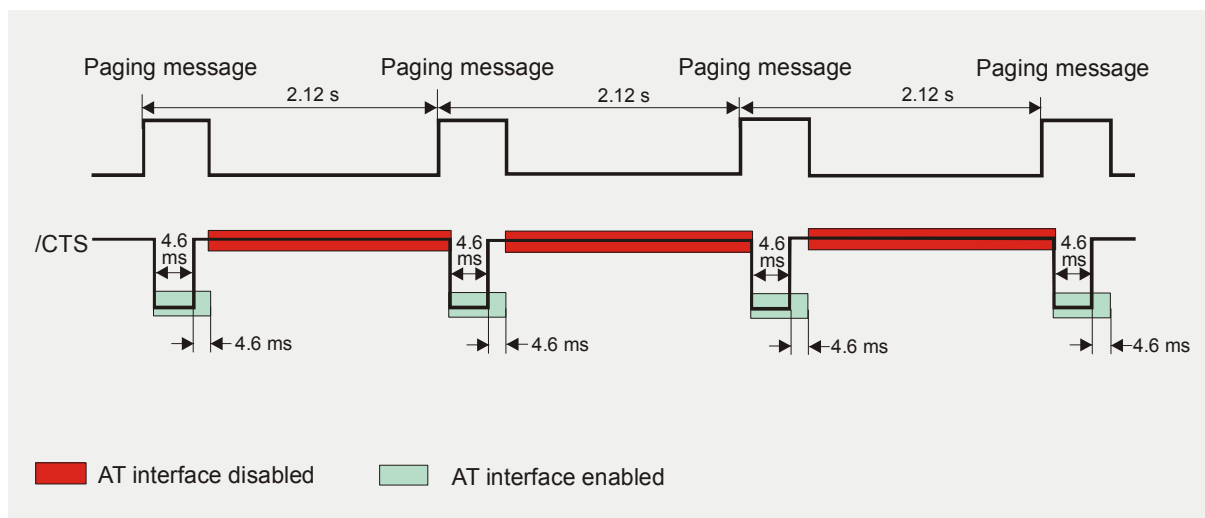 Paging message Paging message Paging message Paging message
2.12 s 2.12 s 2.12 s
/CTS
4.6 4.6 4.6 4.6
ms ms ms ms
4.6 ms 4.6 ms 4.6 ms 4.6 ms
AT interface disabled AT interface enabled